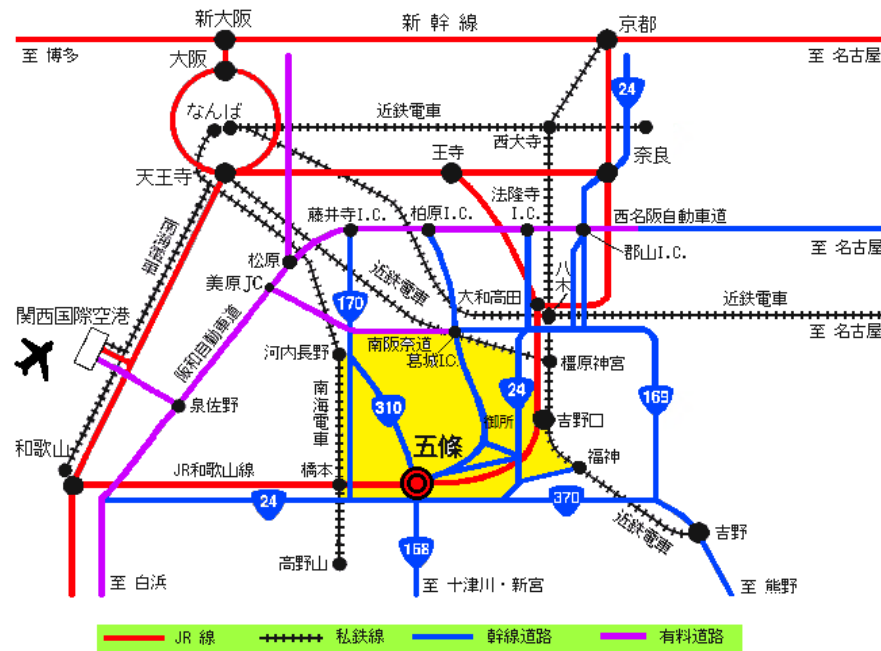 新大阪
新幹線
京都
至 博多
至 名古屋
大阪
24
なんば
近鉄電車
西大寺
王寺
奈良
天王寺
法隆寺
I.C.
藤井寺I.C.
柏原I.C.
西名阪自動車道
南海電車
松原
郡山I.C.
至 名古屋
美原JC
近鉄電車
八木
大和高田
170
近鉄電車
関西国際空港
至 名古屋
南阪奈道
葛城I.C.
阪和自動車道
河内長野
橿原神宮
24
169
南海電車
310
泉佐野
御所
吉野口
和歌山
五條
福神
JR和歌山線
橋本
24
370
近鉄電車
吉野
168
高野山
至 白浜
至 十津川・新宮
至 熊野
JR 線
私鉄線
幹線道路
有料道路